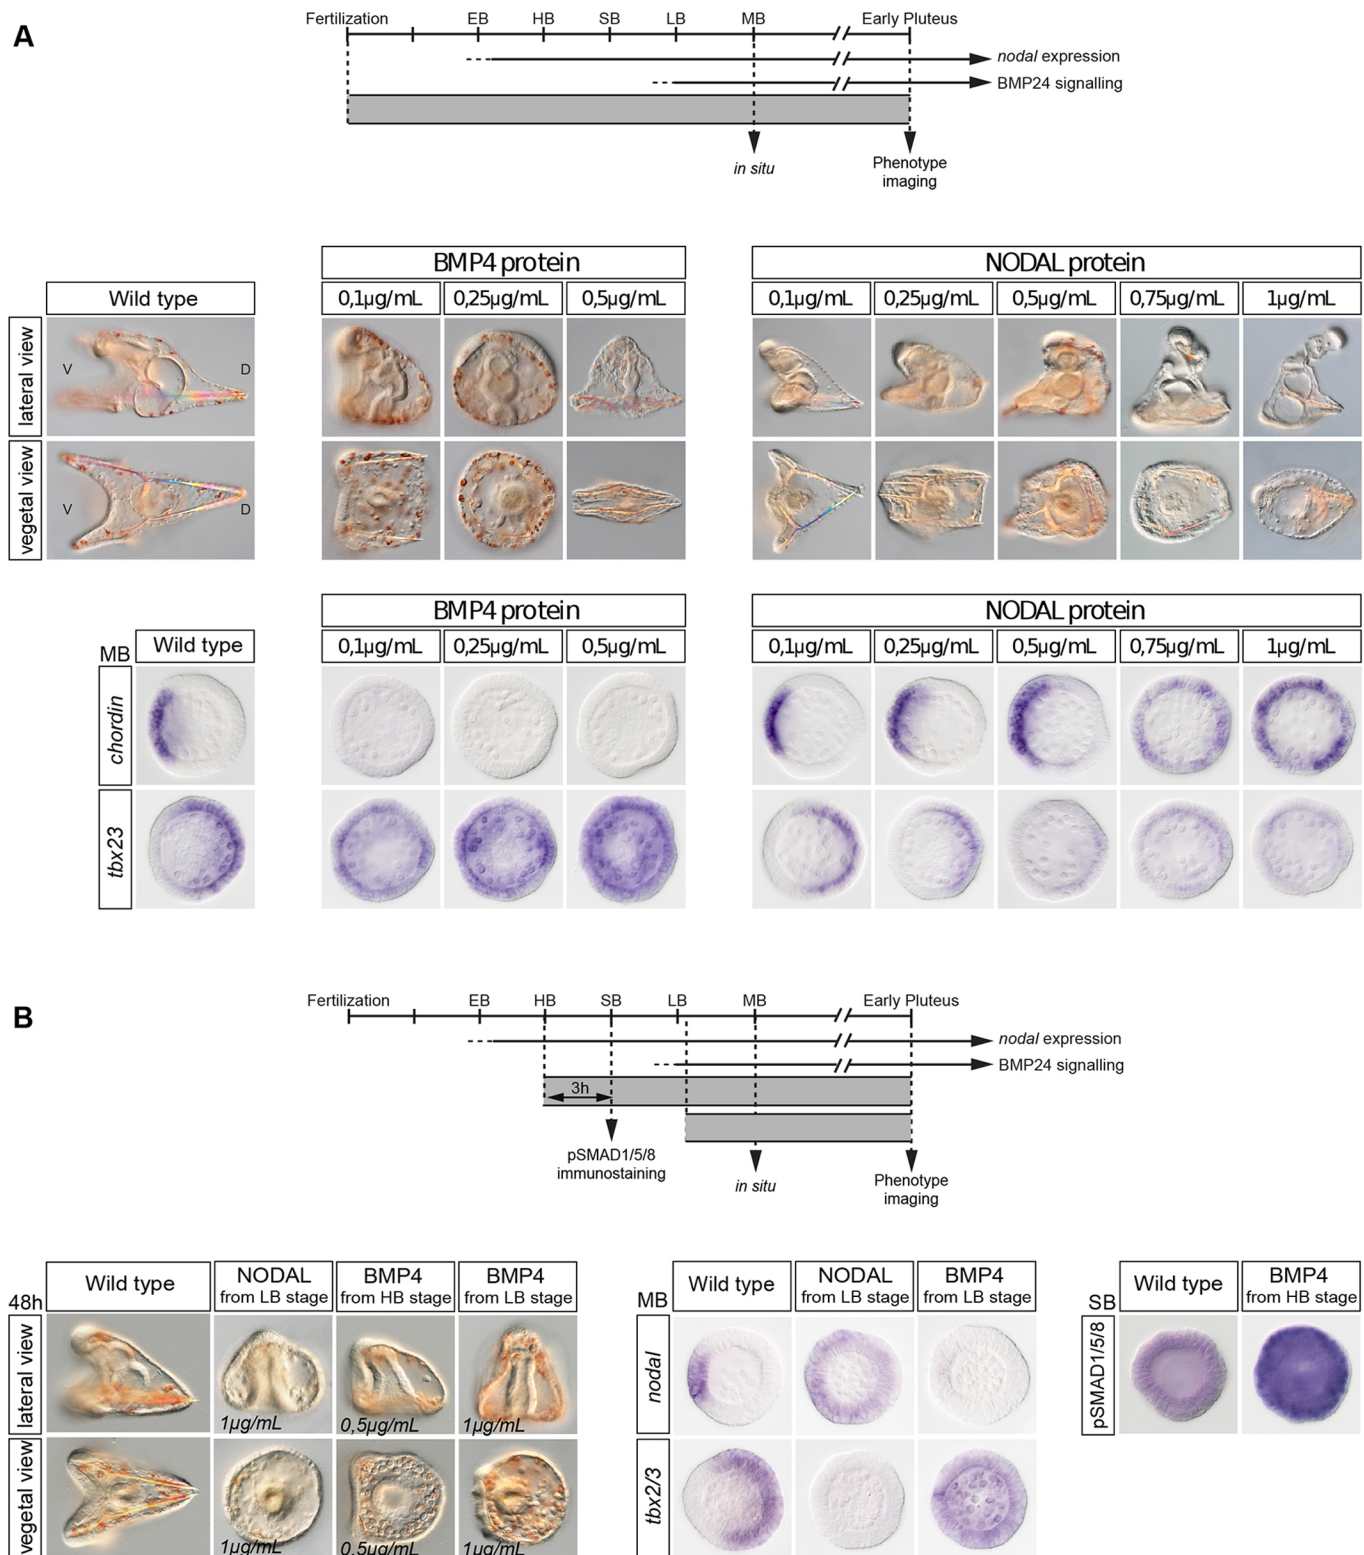 A
Fertilization EB HB SB LB MB Early Pluteus
nodal expression
BMP24 signalling
in situ
Phenotype
imaging
BMP4 protein NODAL protein
Wild type 0,1µg/mL 0,25µg/mL 0,5µg/mL 0,1µg/mL 0,25µg/mL 0,5µg/mL 0,75µg/mL 1µg/mL
lateral view
V D
vegetal view
V D
BMP4 protein NODAL protein
MB Wild type 0,1µg/mL 0,25µg/mL 0,5µg/mL 0,1µg/mL 0,25µg/mL 0,5µg/mL 0,75µg/mL 1µg/mL
chordin
tbx23
B
Fertilization EB HB SB LB MB Early Pluteus
nodal expression
BMP24 signalling
3h
pSMAD1/5/8
immunostaining
in situ
Phenotype
imaging
48h
Wild type
NODAL
from LB stage
BMP4
from HB stage
BMP4
from LB stage
lateral view
1µg/mL 0,5µg/mL 1µg/mL
vegetal view
1µg/mL 0,5µg/mL 1µg/mL
MB
Wild type
NODAL
from LB stage
BMP4
from LB stage
nodal
tbx2/3
SB
Wild type
BMP4
from HB stage
pSMAD1/5/8